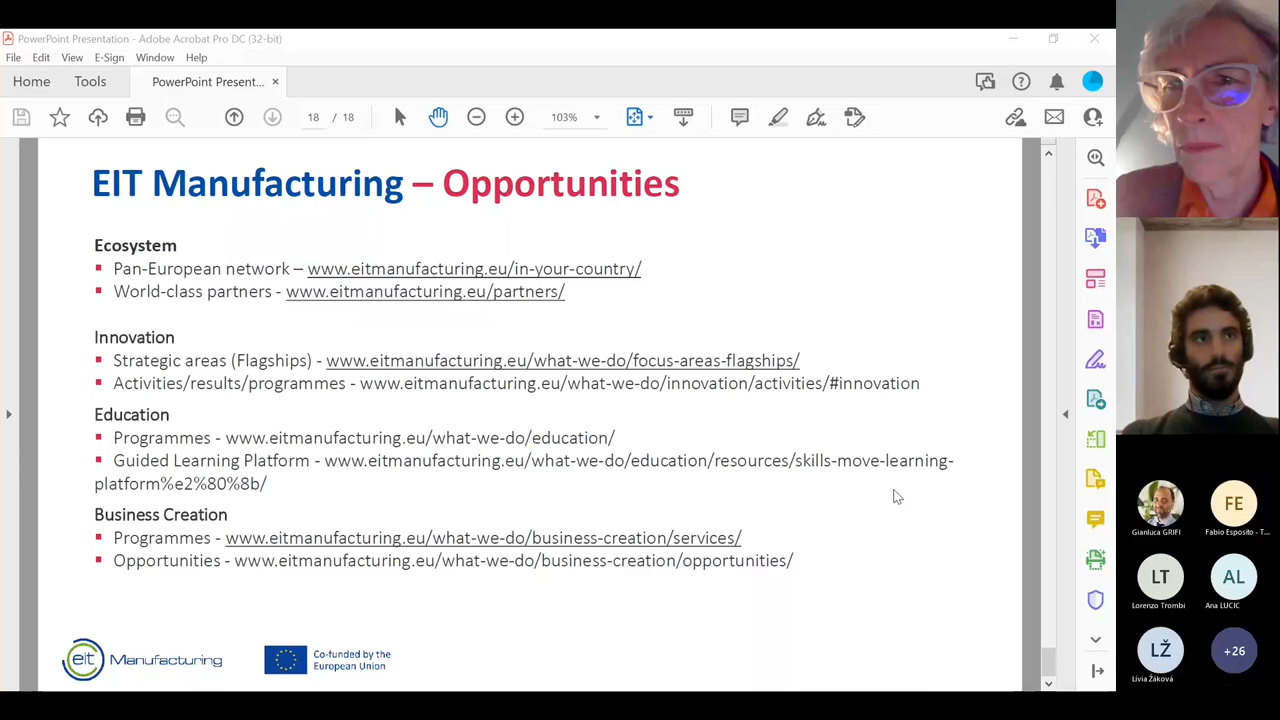 PowerPoint Presentation - Adobe Acrobat Pro DC (32-bit)
File Edit View E-Sign Window Help
Home Tools PowerPoint Present... ×
18 / 18 103%
EIT Manufacturing – Opportunities
Ecosystem
Pan-European network – www.eitmanufacturing.eu/in-your-country/
World-class partners - www.eitmanufacturing.eu/partners/
Innovation
Strategic areas (Flagships) - www.eitmanufacturing.eu/what-we-do/focus-areas-flagships/
Activities/results/programmes - www.eitmanufacturing.eu/what-we-do/innovation/activities/#innovation
Education
Programmes - www.eitmanufacturing.eu/what-we-do/education/
Guided Learning Platform - www.eitmanufacturing.eu/what-we-do/education/resources/skills-move-learning-
platform%e2%80%8b/
Business Creation
Programmes - www.eitmanufacturing.eu/what-we-do/business-creation/services/
Opportunities - www.eitmanufacturing.eu/what-we-do/business-creation/opportunities/
eit Manufacturing
Co-funded by the
European Union
FE
Gianluca GRIFI Fabio Esposito - T...
LT AL
Lorenzo Trombi Ana LUCIC
LŽ +26
Lívia Žáková